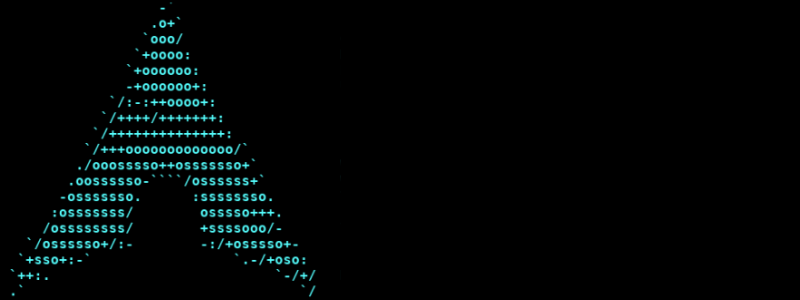 -`
.o+`
`ooo/
`+oooo:
`+oooooo:
-+oooooo+:
`/:-:++oooo+:
`/++++/+++++++:
`/++++++++++++++:
`/+++ooooooooooooo/`
./ooosssso++osssssso+`
.oossssso-````/ossssss+`
-osssssso.      :ssssssso.
:osssssss/        osssso+++.
/ossssssss/        +ssssooo/-
`/ossssso+/:-        -:/+osssso+-
`+sso+:-`                 `.-/+oso:
`++:.                           `-/+/
.`                                 `/